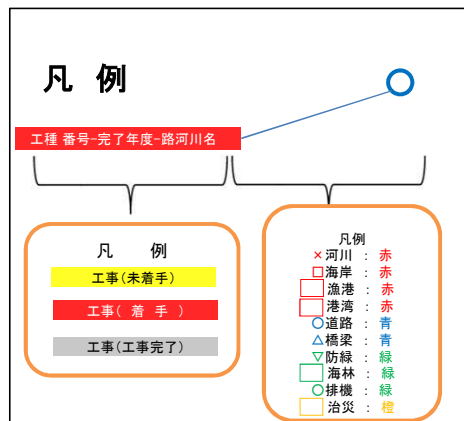 凡 例
工種 番号-完了年度-路河川名
凡 例
工事(未着手)
工事( 着 手 )
工事(工事完了)
凡例
×河川 : 赤
□海岸 : 赤
漁港 : 赤
港湾 : 赤
○道路 : 青
△橋梁 : 青
▽防緑 : 緑
海林 : 緑
○排機 : 緑
治災 : 橙